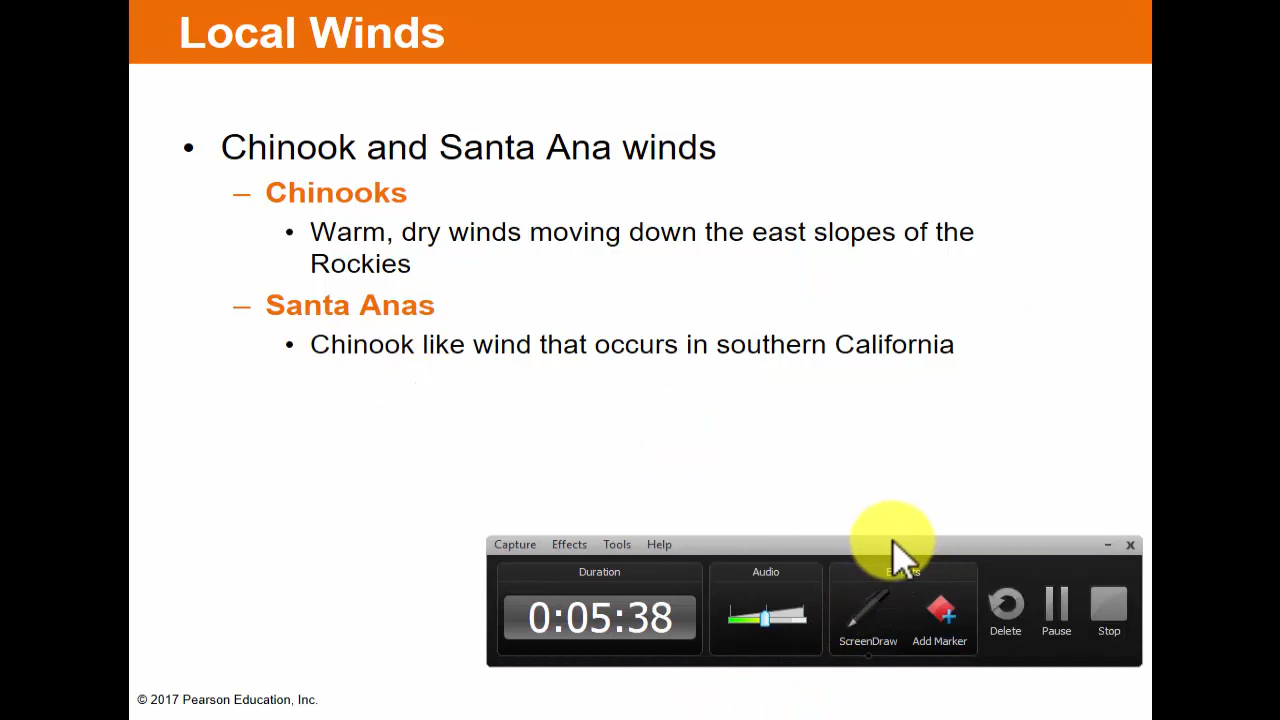 Local Winds
• Chinook and Santa Ana winds
– Chinooks
• Warm, dry winds moving down the east slopes of the
Rockies
– Santa Anas
• Chinook like wind that occurs in southern California
Capture Effects Tools Help
Duration Audio
0:05:38
ScreenDraw Add Marker Delete Pause Stop
© 2017 Pearson Education, Inc.